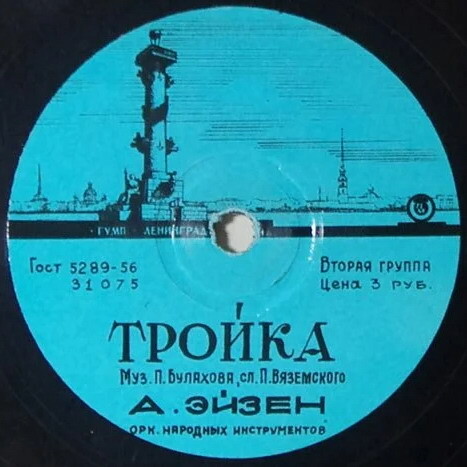 ГУМП ЛЕНИНГРАД
Гост 5289-56
31075
Вторая группа
Цена 3 руб.
ТРОЙКА
Муз. П. Булахова, сл. П. Вяземского
А. ЭЙЗЕН
орк. народных инструментов